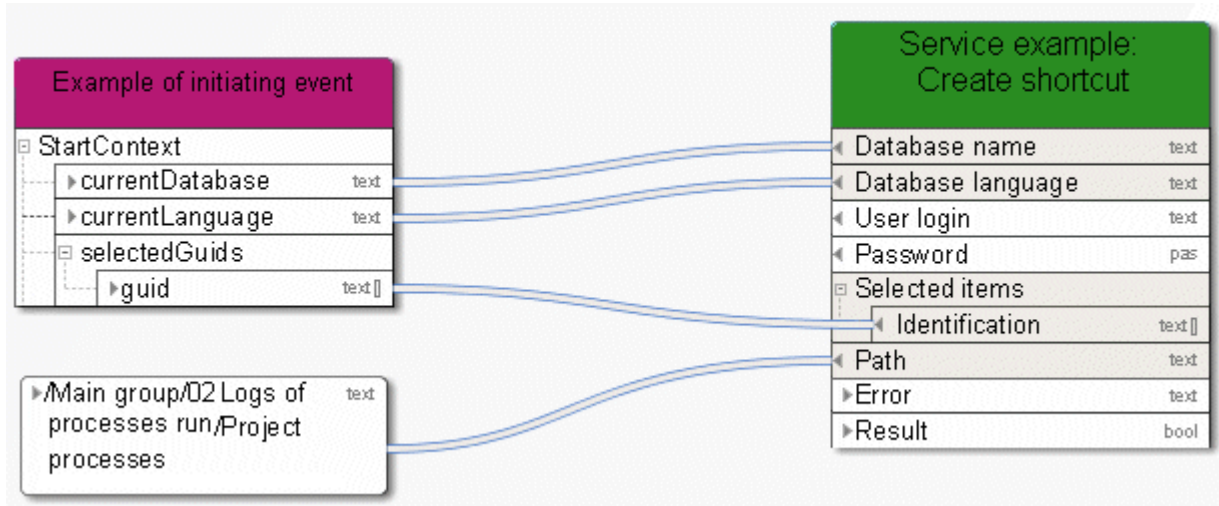 Example of initiating event
StartContext
currentDatabase text
currentLanguage text
selectedGuids
guid text[]
/Main group/02 Logs of text
processes run/Project
processes
Service example:
Create shortcut
Database name text
Database language text
User login text
Password pas
Selected items
Identification text[]
Path text
Error text
Result bool